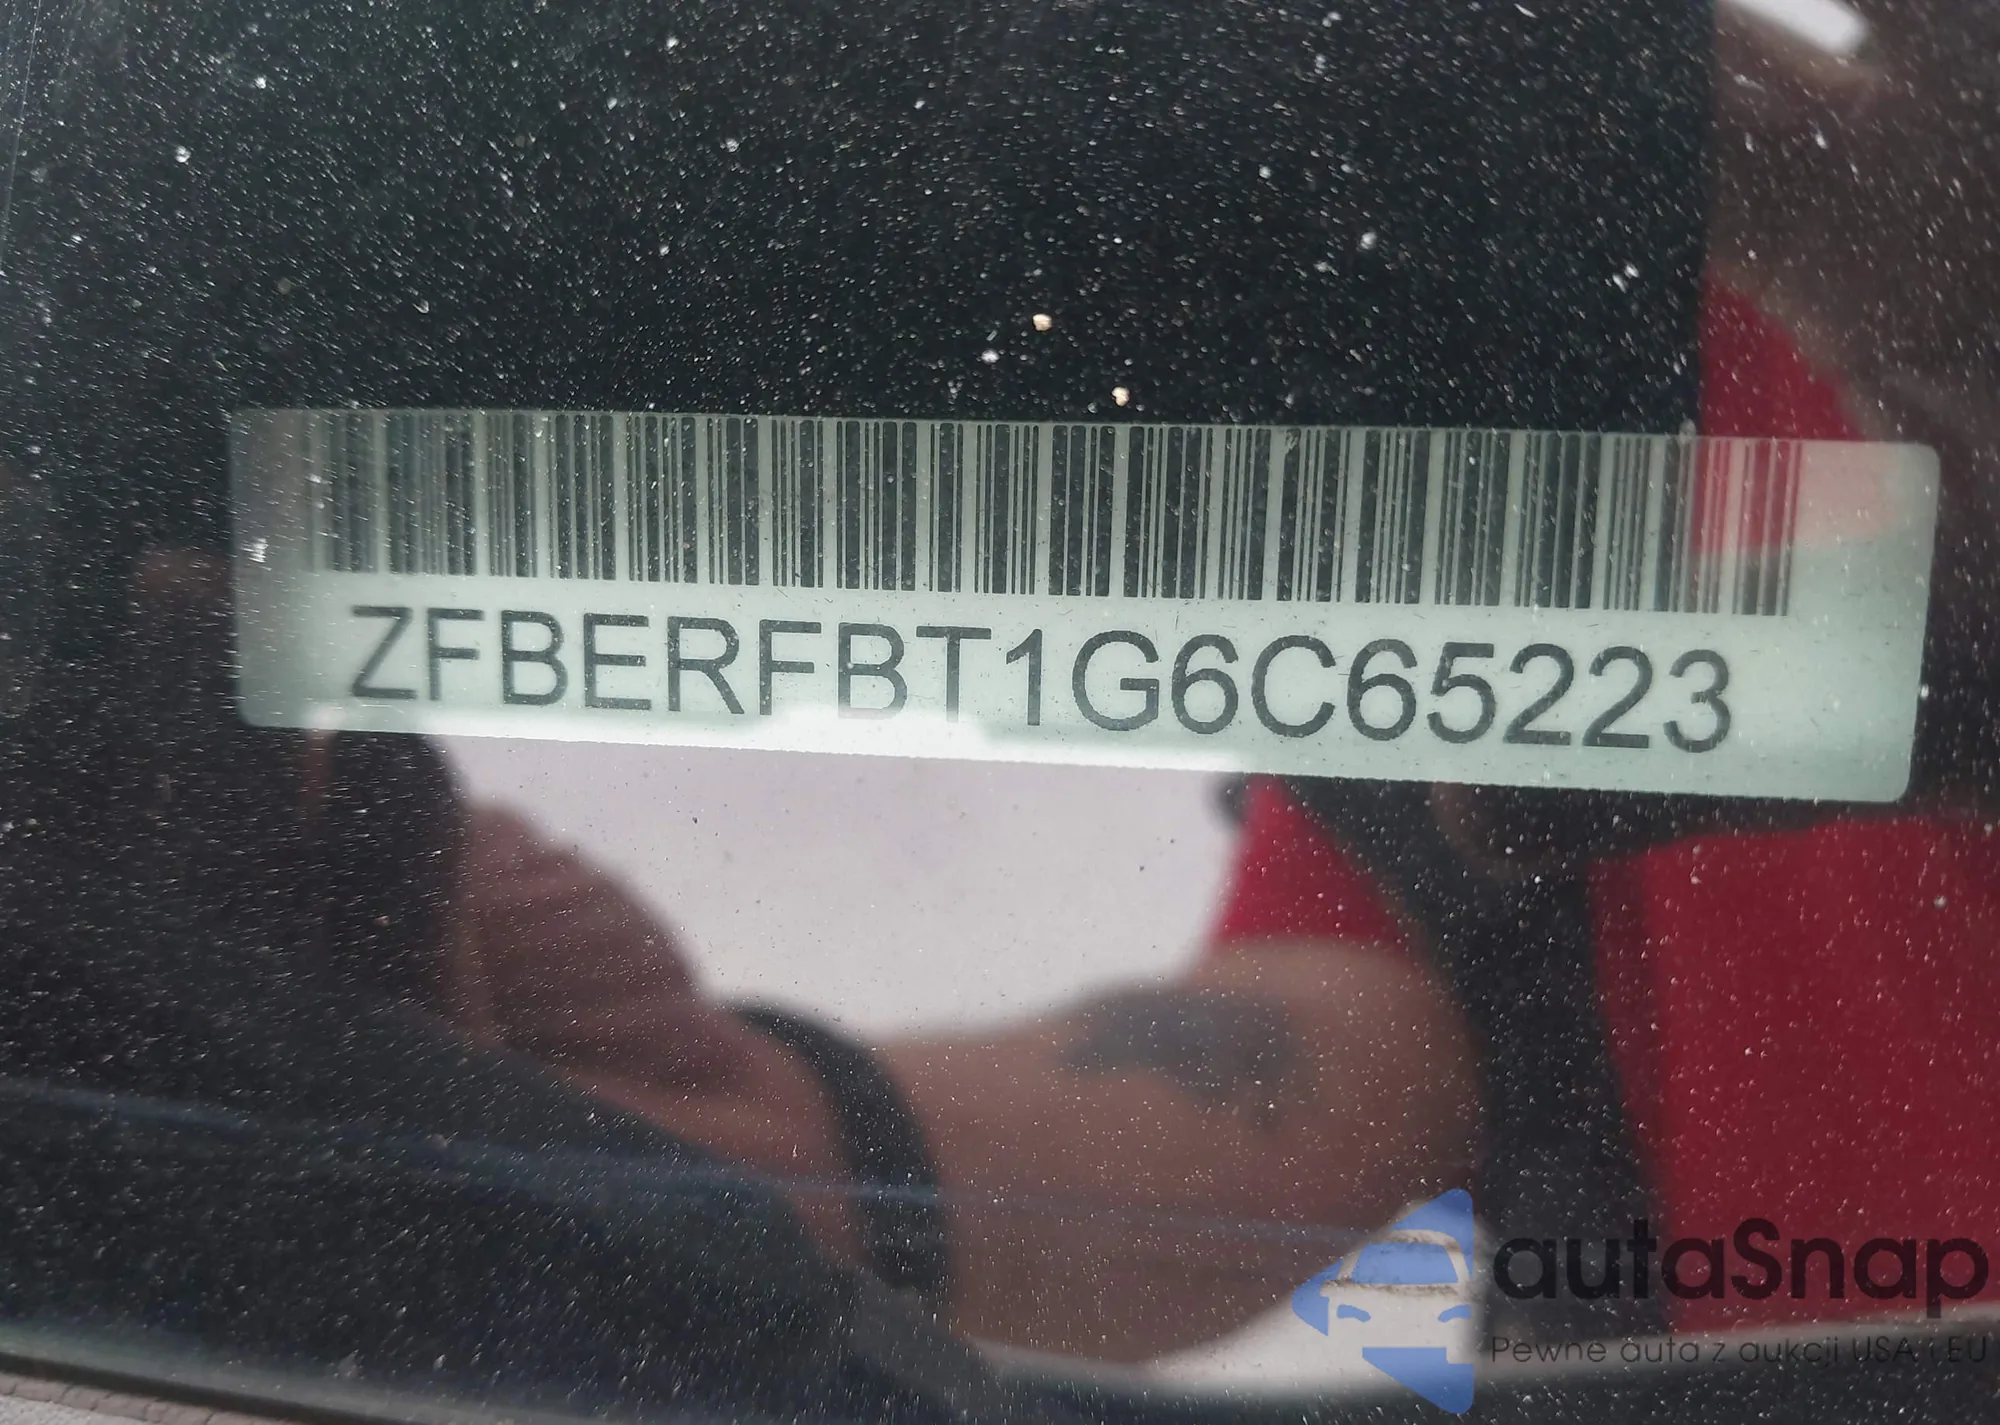 ZFBERFBT1G6C65223
autaSnap
Pewne auta z aukcji USA i EU